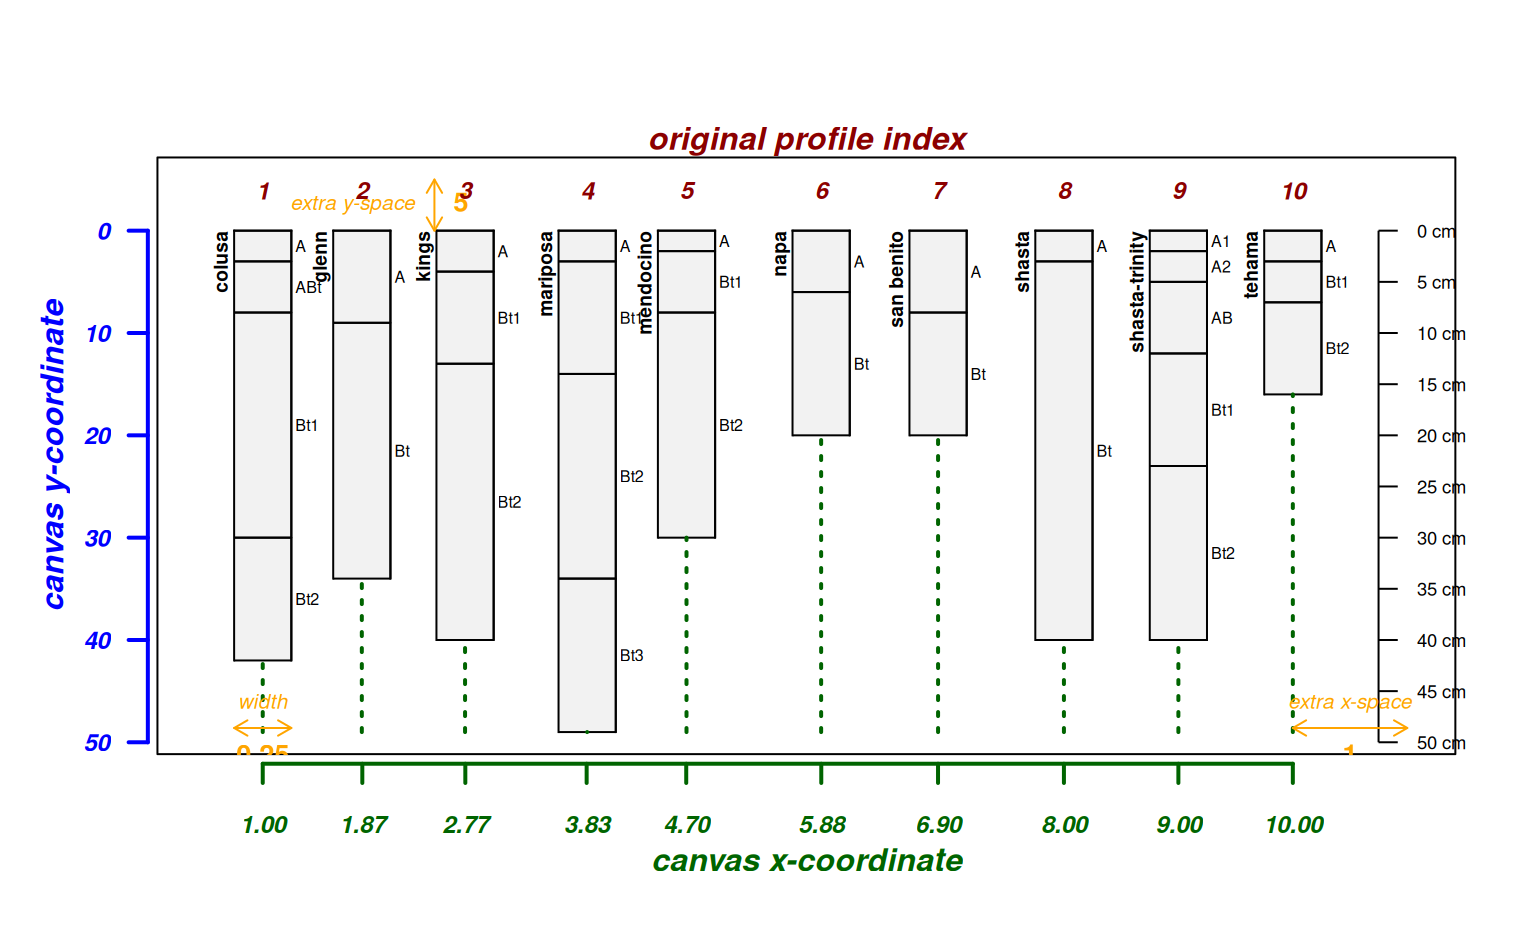 original profile index
1 2 3 4 5 6 7 8 9 10
extra y-space 5
canvas y-coordinate
0
10
20
30
40
50
colusa
A
ABt
Bt1
Bt2
glenn
A
Bt
kings
A
Bt1
Bt2
mariposa
A
Bt1
Bt2
Bt3
mendocino
A
Bt1
Bt2
napa
A
Bt
san benito
A
Bt
shasta
A
Bt
shasta-trinity
A1
A2
AB
Bt1
Bt2
tehama
A
Bt1
Bt2
0 cm
5 cm
10 cm
15 cm
20 cm
25 cm
30 cm
35 cm
40 cm
45 cm
50 cm
width
0.25
extra x-space
1
1.00 1.87 2.77 3.83 4.70 5.88 6.90 8.00 9.00 10.00
canvas x-coordinate